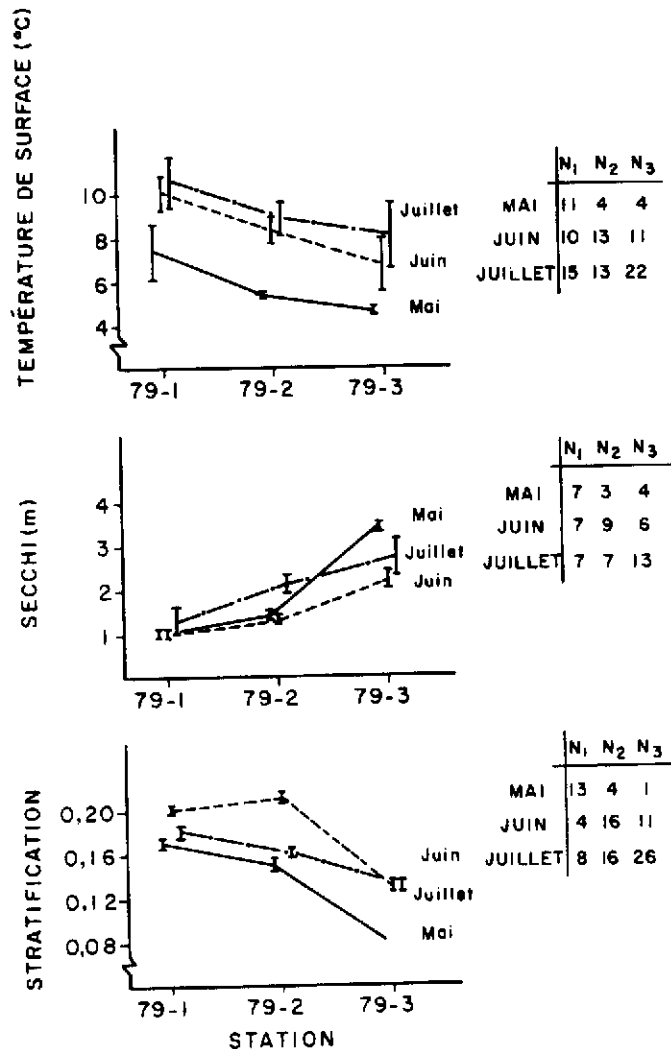 TEMPÉRATURE DE SURFACE (°C)
10
8
6
4
Juillet
Juin
Mai
79-1 79-2 79-3
N1 N2 N3
MAI 11 4 4
JUIN 10 13 11
JUILLET 15 13 22
SECCHI (m)
4
3
2
1
Mai
Juillet
Juin
79-1 79-2 79-3
N1 N2 N3
MAI 7 3 4
JUIN 7 9 6
JUILLET 7 7 13
STRATIFICATION
0,20
0,16
0,12
0,08
Juin
Juillet
Mai
79-1 79-2 79-3
STATION
N1 N2 N3
MAI 13 4 1
JUIN 4 16 11
JUILLET 8 16 26